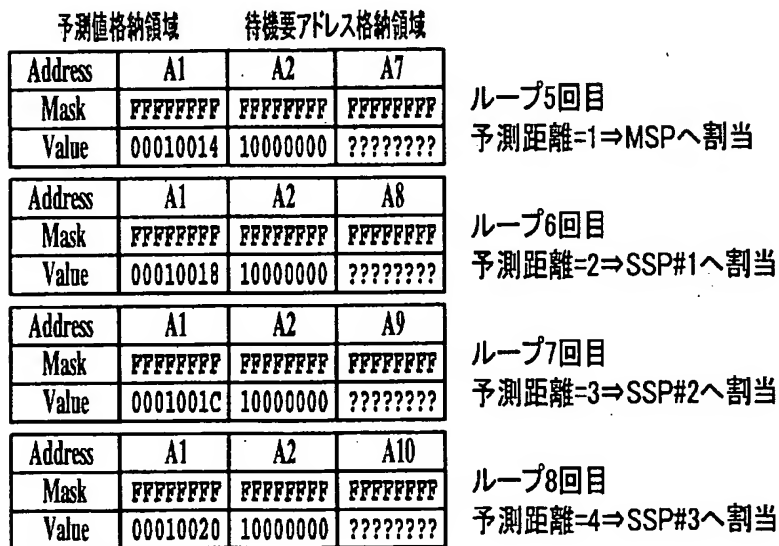 予測値格納領域 待機要アドレス格納領域
Address A1 A2 A7
Mask FFFFFFFF FFFFFFFF FFFFFFFF
Value 00010014 10000000 ????????
ループ5回目
予測距離=1⇒MSPへ割当
Address A1 A2 A8
Mask FFFFFFFF FFFFFFFF FFFFFFFF
Value 00010018 10000000 ????????
ループ6回目
予測距離=2⇒SSP#1へ割当
Address A1 A2 A9
Mask FFFFFFFF FFFFFFFF FFFFFFFF
Value 0001001C 10000000 ????????
ループ7回目
予測距離=3⇒SSP#2へ割当
Address A1 A2 A10
Mask FFFFFFFF FFFFFFFF FFFFFFFF
Value 00010020 10000000 ????????
ループ8回目
予測距離=4⇒SSP#3へ割当